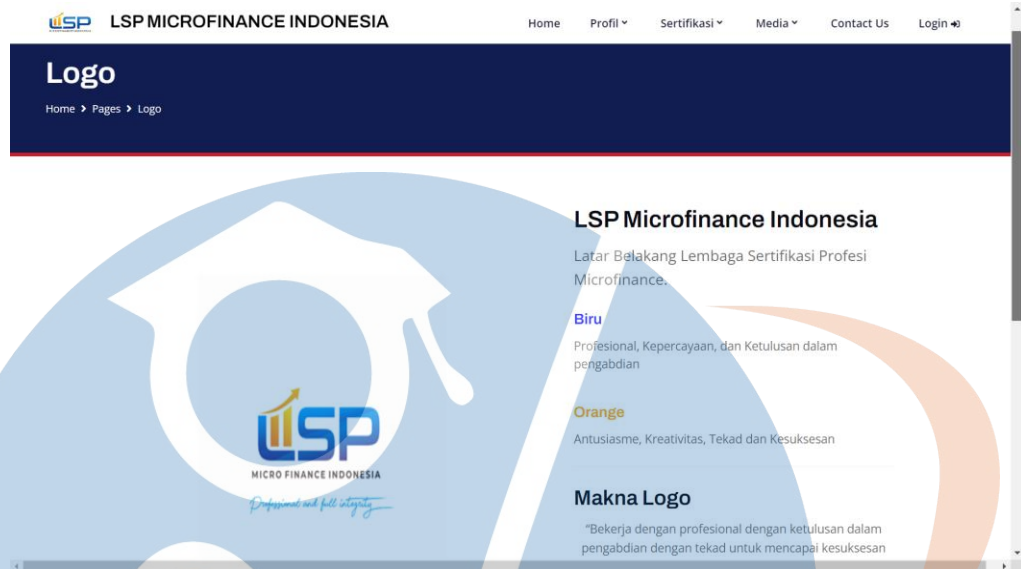 LSP LSP MICROFINANCE INDONESIA Home Profil Sertifikasi Media Contact Us Login
Logo
Home > Pages > Logo
LSP Microfinance Indonesia
Latar Belakang Lembaga Sertifikasi Profesi
Microfinance.
Biru
Profesional, Kepercayaan, dan Ketulusan dalam
pengabdian
Orange
Antusiasme, Kreativitas, Tekad dan Kesuksesan
LSP
MICRO FINANCE INDONESIA
Professional and full integrity
Makna Logo
"Bekerja dengan profesional dengan ketulusan dalam
pengabdian dengan tekad untuk mencapai kesuksesan